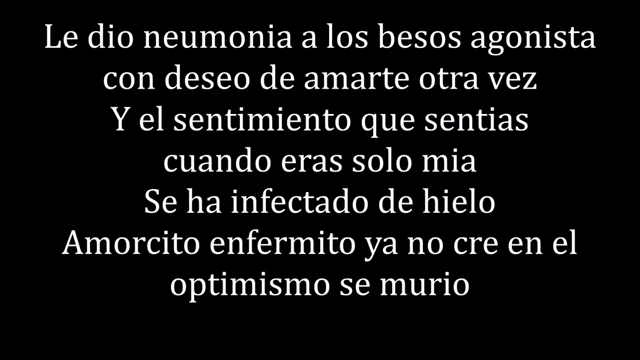 Le dio neumonia a los besos agonista
con deseo de amarte otra vez
Y el sentimiento que sentias
cuando eras solo mia
Se ha infectado de hielo
Amorcito enfermito ya no cre en el
optimismo se murio